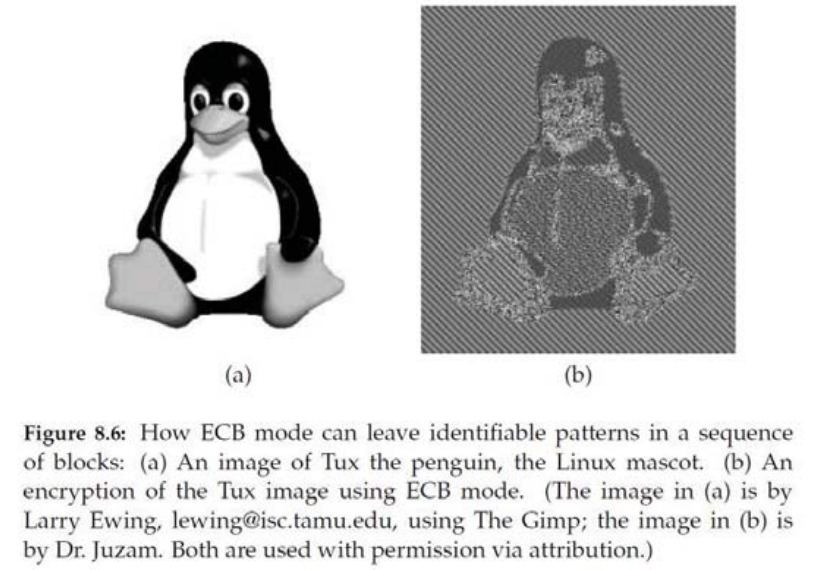 (a)
(b)
Figure 8.6: How ECB mode can leave identifiable patterns in a sequence
of blocks: (a) An image of Tux the penguin, the Linux mascot. (b) An
encryption of the Tux image using ECB mode. (The image in (a) is by
Larry Ewing, lewing@isc.tamu.edu, using The Gimp; the image in (b) is
by Dr. Juzam. Both are used with permission via attribution.)